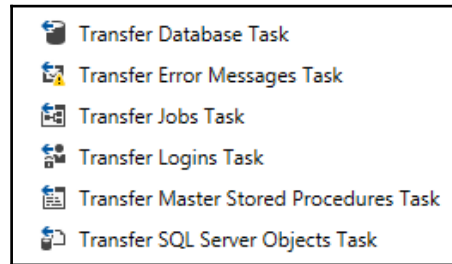 Transfer Database Task
Transfer Error Messages Task
Transfer Jobs Task
Transfer Logins Task
Transfer Master Stored Procedures Task
Transfer SQL Server Objects Task